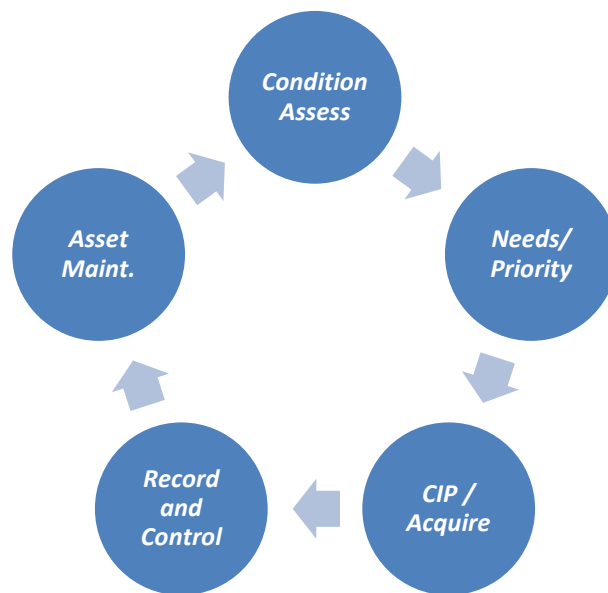 Condition
Assess
Needs/
Priority
CIP /
Acquire
Record
and
Control
Asset
Maint.